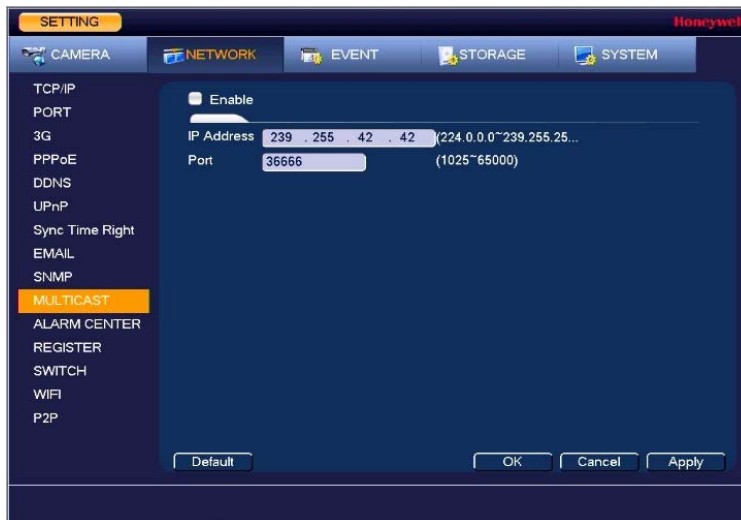 SETTING
Honeywell
CAMERA NETWORK EVENT STORAGE SYSTEM
TCP/IP
PORT
3G
PPPoE
DDNS
UPnP
Sync Time Right
EMAIL
SNMP
MULTICAST
ALARM CENTER
REGISTER
SWITCH
WIFI
P2P
Enable
IP Address 239 . 255 . 42 . 42 (224.0.0.0~239.255.25...
Port 36666 (1025~65000)
Default OK Cancel Apply